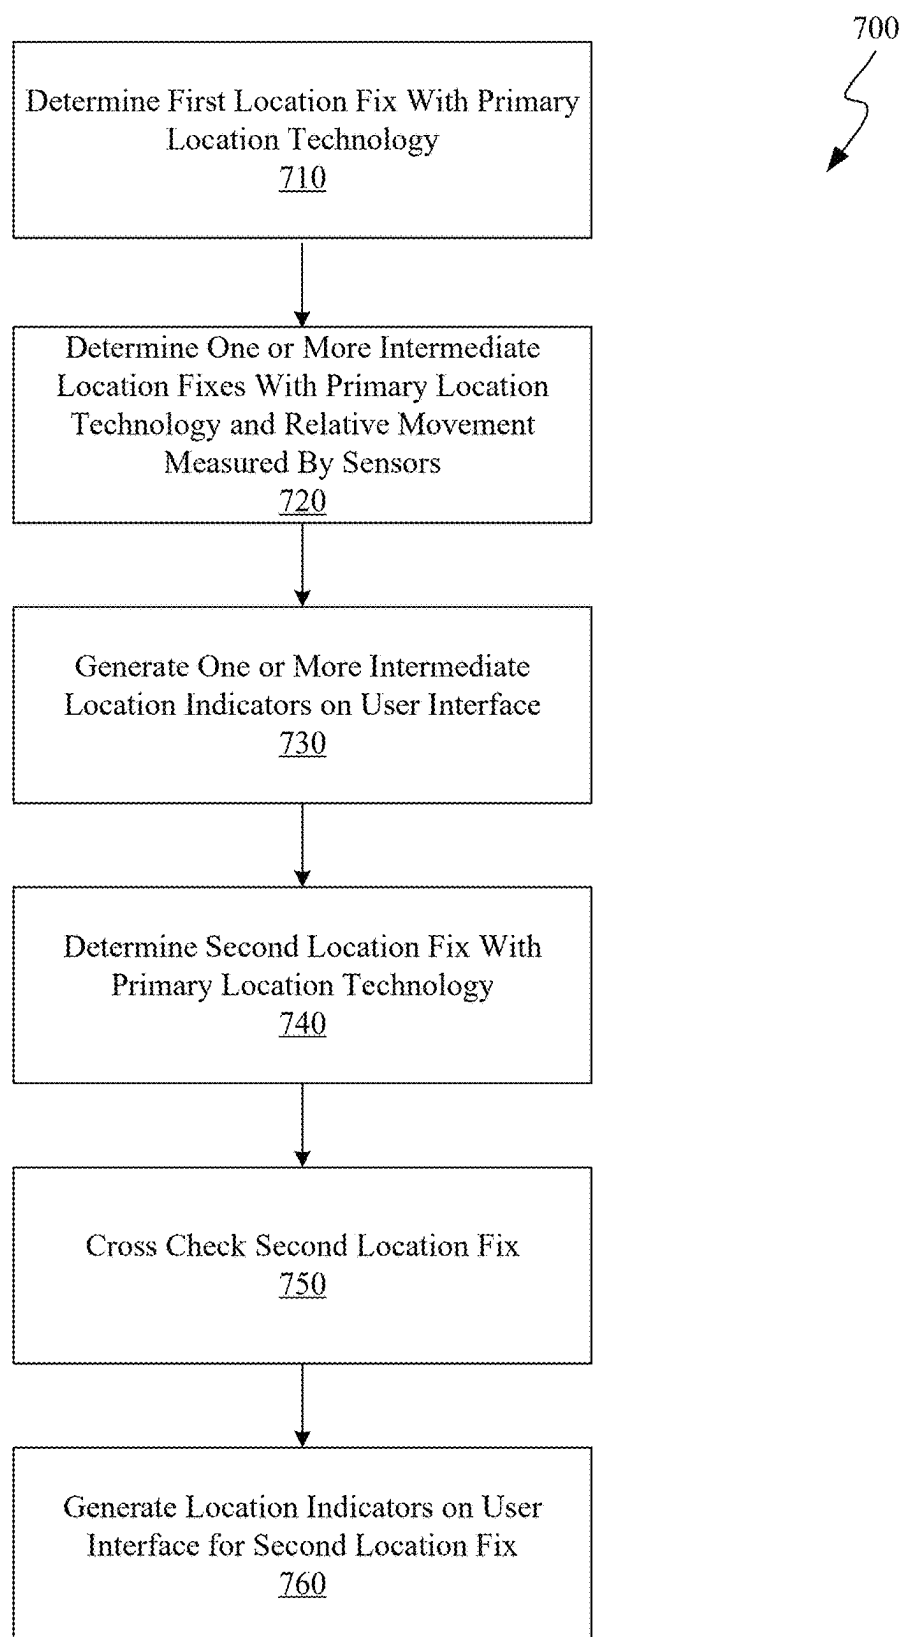 700
Determine First Location Fix With Primary
Location Technology
710
Determine One or More Intermediate
Location Fixes With Primary Location
Technology and Relative Movement
Measured By Sensors
720
Generate One or More Intermediate
Location Indicators on User Interface
730
Determine Second Location Fix With
Primary Location Technology
740
Cross Check Second Location Fix
750
Generate Location Indicators on User
Interface for Second Location Fix
760